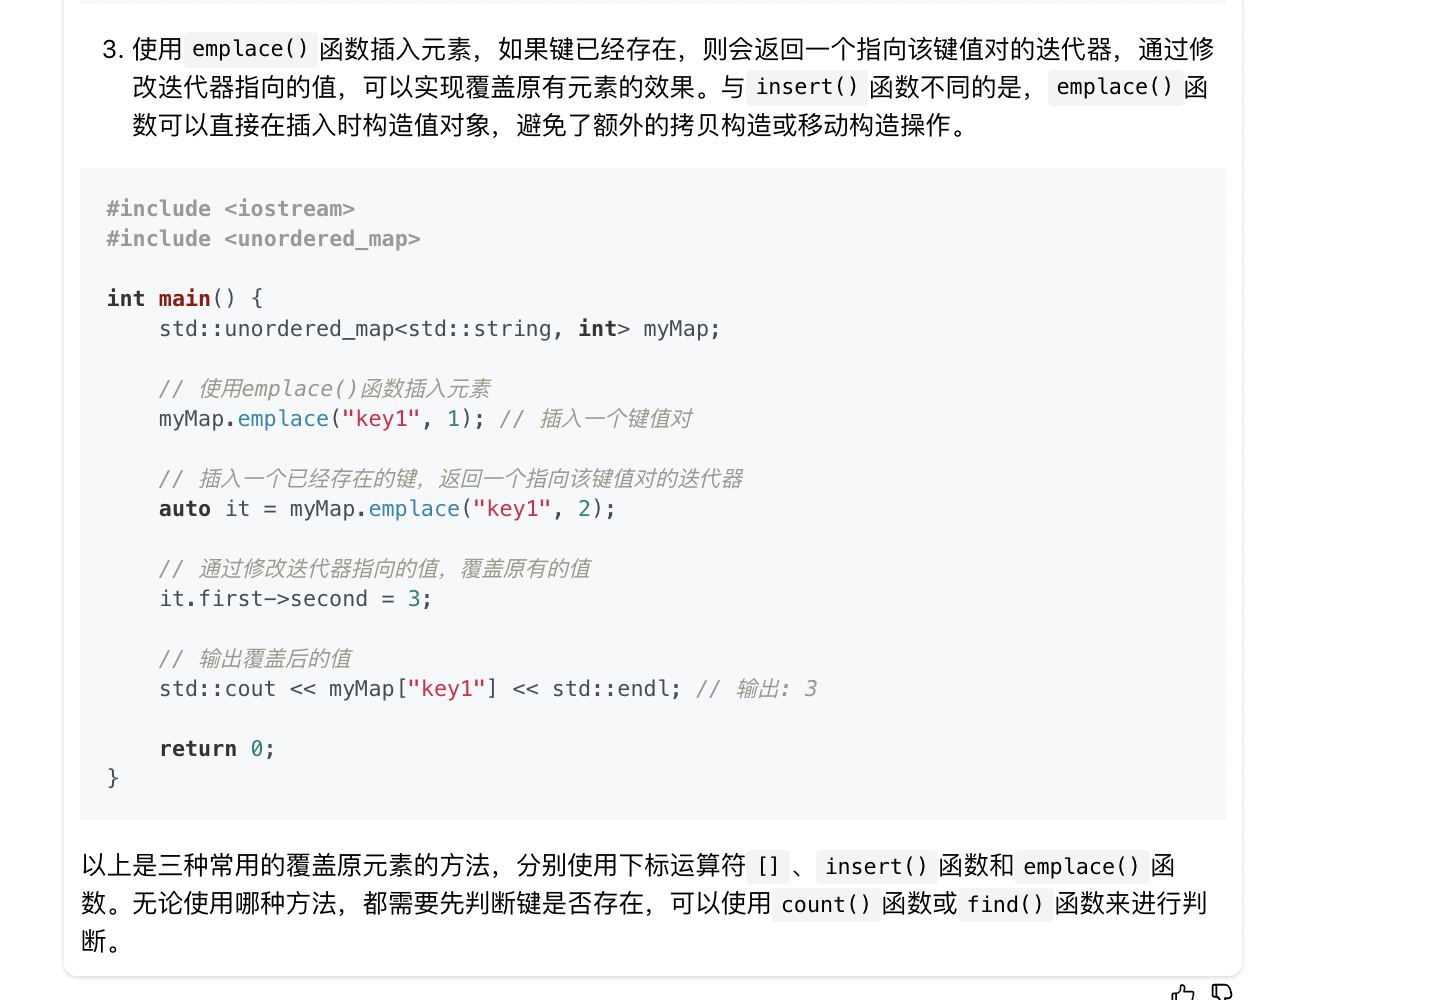 3. 使用 emplace() 函数插入元素，如果键已经存在，则会返回一个指向该键值对的迭代器，通过修
改迭代器指向的值，可以实现覆盖原有元素的效果。与 insert() 函数不同的是， emplace() 函
数可以直接在插入时构造值对象，避免了额外的拷贝构造或移动构造操作。
#include <iostream>
#include <unordered_map>
int main() {
    std::unordered_map<std::string, int> myMap;
    // 使用emplace()函数插入元素
    myMap.emplace("key1", 1); // 插入一个键值对
    // 插入一个已经存在的键，返回一个指向该键值对的迭代器
    auto it = myMap.emplace("key1", 2);
    // 通过修改迭代器指向的值，覆盖原有的值
    it.first->second = 3;
    // 输出覆盖后的值
    std::cout << myMap["key1"] << std::endl; // 输出: 3
    return 0;
}
以上是三种常用的覆盖原元素的方法，分别使用下标运算符 [] 、 insert() 函数和 emplace() 函
数。无论使用哪种方法，都需要先判断键是否存在，可以使用 count() 函数或 find() 函数来进行判
断。